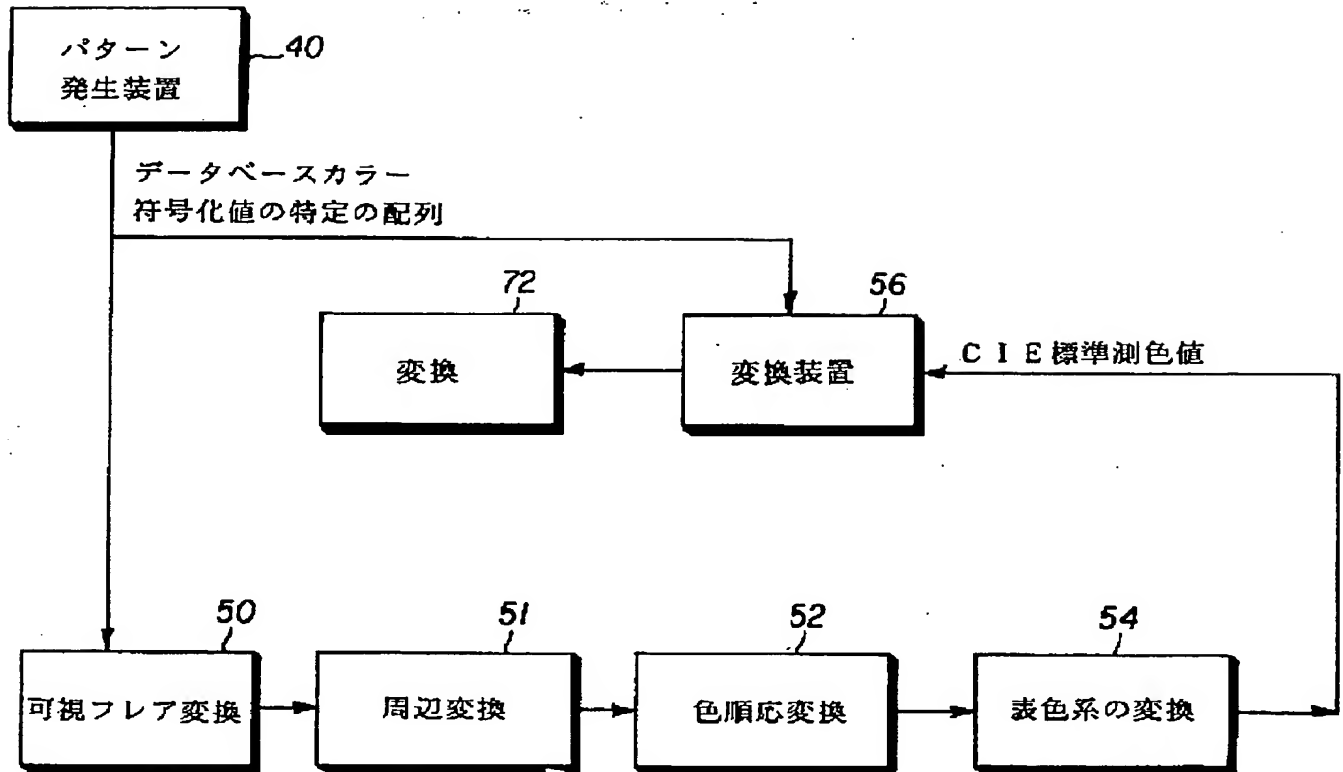 パターン
発生装置
40
データベースカラー
符号化値の特定の配列
72
変換
56
変換装置
CIE標準測色値
50
可視フレア変換
51
周辺変換
52
色順応変換
54
表色系の変換